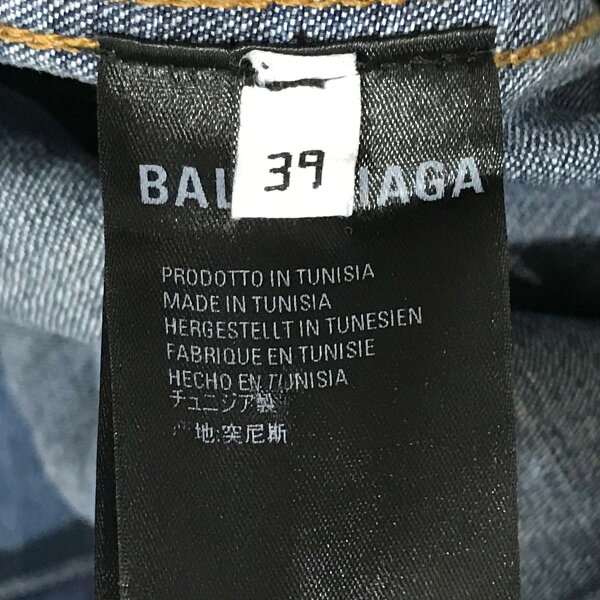 39
BAL IAGA
PRODOTTO IN TUNISIA
MADE IN TUNISIA
HERGESTELLT IN TUNESIEN
FABRIQUE EN TUNISIE
HECHO EN TUNISIA
チュニジア製
地:突尼斯